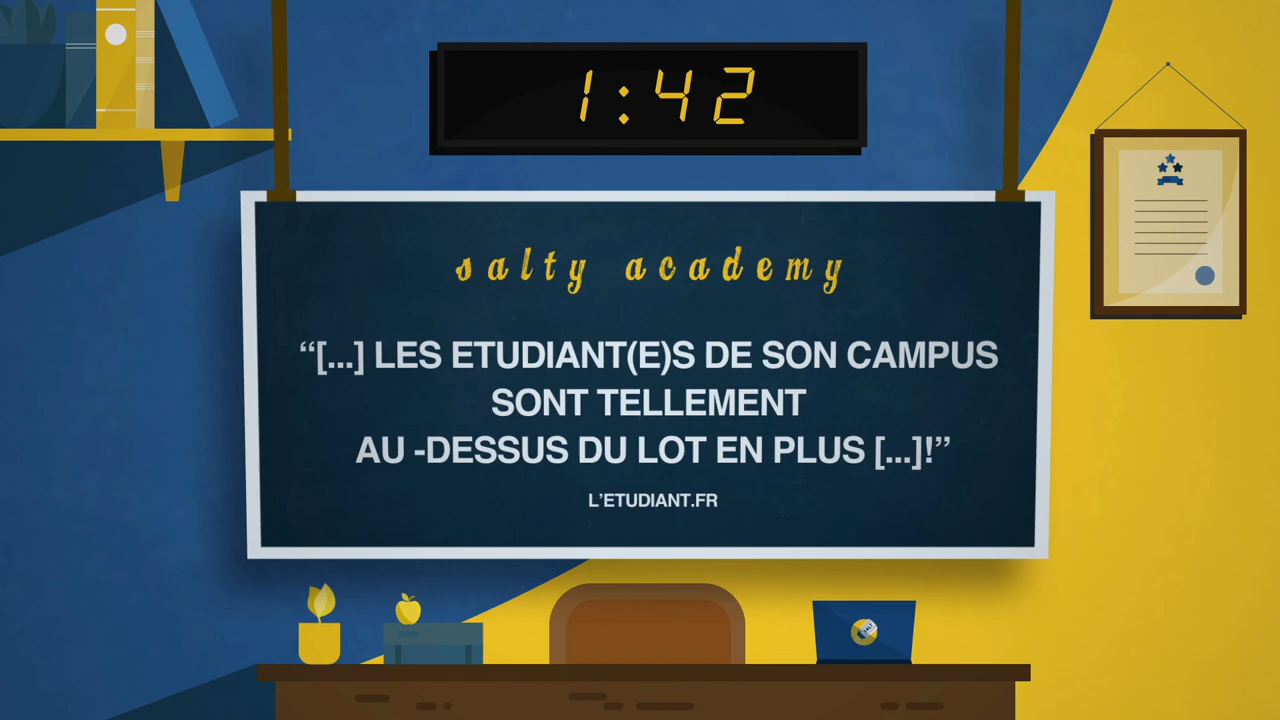 1:42
salty academy
“[...] LES ETUDIANT(E)S DE SON CAMPUS
SONT TELLEMENT
AU -DESSUS DU LOT EN PLUS [...]!”
L’ETUDIANT.FR